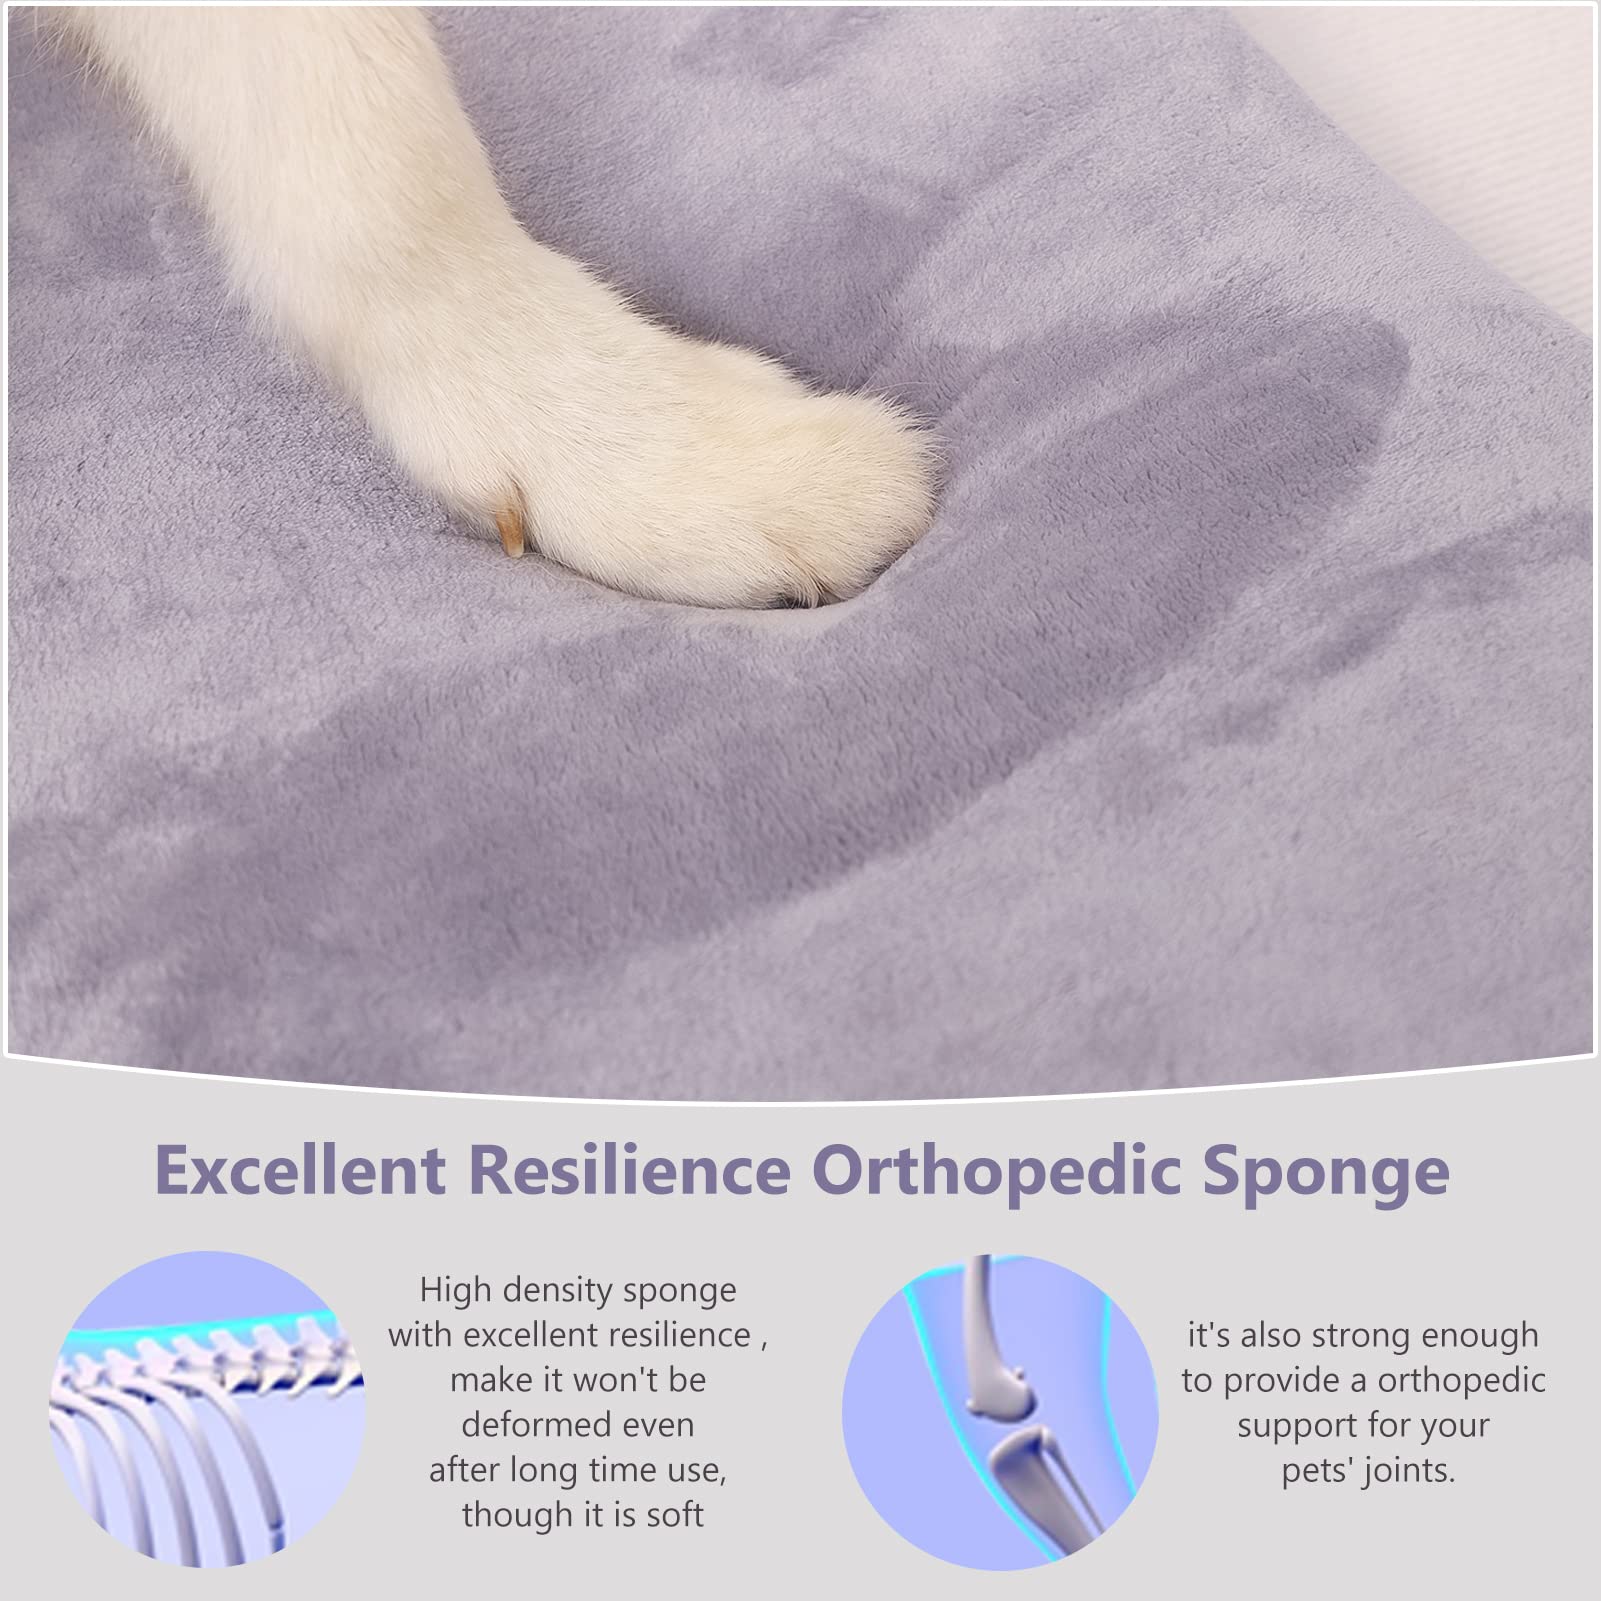 Excellent Resilience Orthopedic Sponge
High density sponge
with excellent resilience ,
make it won't be
deformed even
after long time use,
though it is soft
it's also strong enough
to provide a orthopedic
support for your
pets' joints.